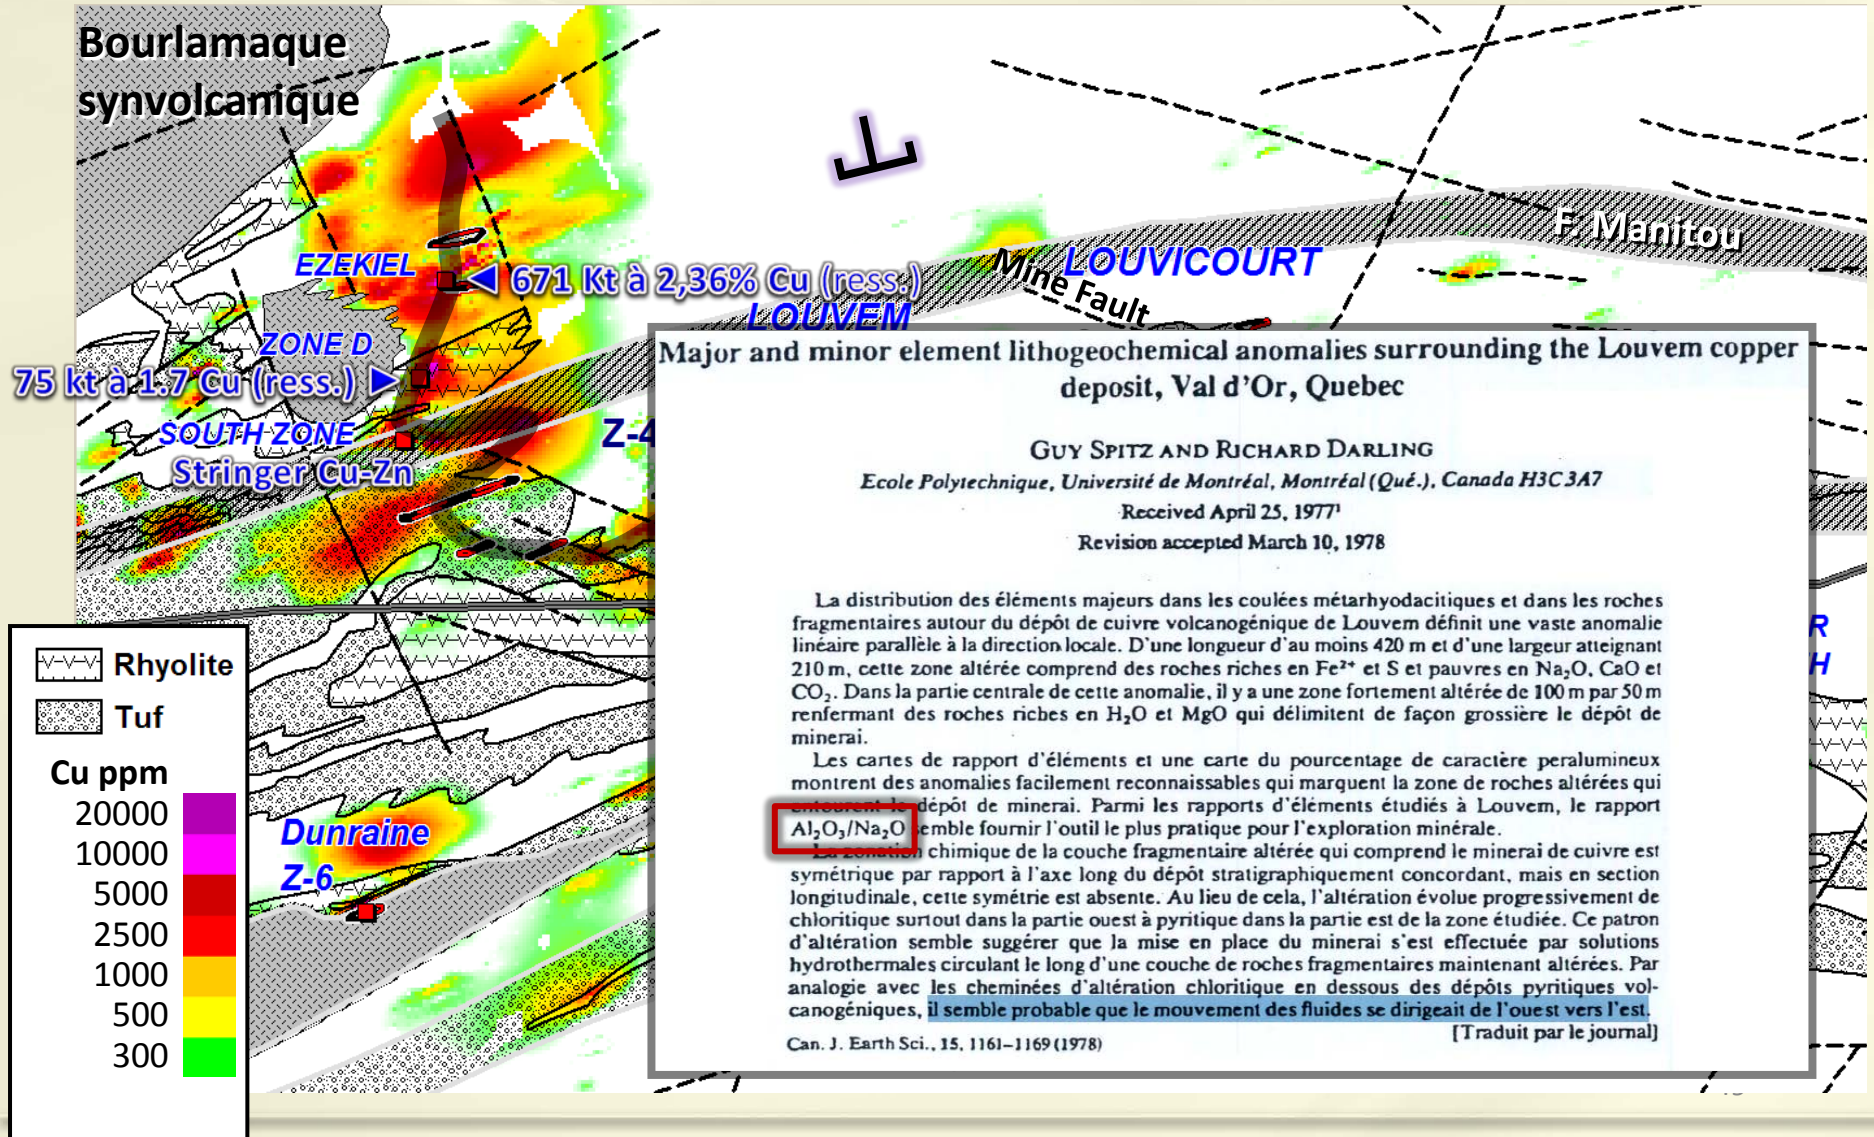 Bourlamaque
synvolcanique
EZEKIEL
◄ 671 Kt à 2,36% Cu (ress.)
LOUVEM
Mine Fault
LOUVICOURT
F. Manitou
ZONE D
75 kt à 1.7 Cu (ress.) ►
SOUTH ZONE
Stringer Cu-Zn
Z-4
Major and minor element lithogeochemical anomalies surrounding the Louvem copper
deposit, Val d'Or, Quebec
GUY SPITZ AND RICHARD DARLING
Ecole Polytechnique, Université de Montréal, Montréal (Qué.), Canada H3C 3A7
Received April 25, 1977¹
Revision accepted March 10, 1978
La distribution des éléments majeurs dans les coulées métarhyodacitiques et dans les roches
fragmentaires autour du dépôt de cuivre volcanogénique de Louvem définit une vaste anomalie
linéaire parallèle à la direction locale. D'une longueur d'au moins 420 m et d'une largeur atteignant
210 m, cette zone altérée comprend des roches riches en Fe²⁺ et S et pauvres en Na₂O, CaO et
CO₂. Dans la partie centrale de cette anomalie, il y a une zone fortement altérée de 100 m par 50 m
renfermant des roches riches en H₂O et MgO qui délimitent de façon grossière le dépôt de
minerai.
Les cartes de rapport d'éléments et une carte du pourcentage de caractère peralumineux
montrent des anomalies facilement reconnaissables qui marquent la zone de roches altérées qui
entourent le dépôt de minerai. Parmi les rapports d'éléments étudiés à Louvem, le rapport
Al₂O₃/Na₂O semble fournir l'outil le plus pratique pour l'exploration minérale.
La zonation chimique de la couche fragmentaire altérée qui comprend le minerai de cuivre est
symétrique par rapport à l'axe long du dépôt stratigraphiquement concordant, mais en section
longitudinale, cette symétrie est absente. Au lieu de cela, l'altération évolue progressivement de
chloritique surtout dans la partie ouest à pyritique dans la partie est de la zone étudiée. Ce patron
d'altération semble suggérer que la mise en place du minerai s'est effectuée par solutions
hydrothermales circulant le long d'une couche de roches fragmentaires maintenant altérées. Par
analogie avec les cheminées d'altération chloritique en dessous des dépôts pyritiques vol-
canogéniques, il semble probable que le mouvement des fluides se dirigeait de l'ouest vers l'est.
[Traduit par le journal]
Can. J. Earth Sci., 15, 1161–1169 (1978)
R
H
Rhyolite
Tuf
Cu ppm
20000
10000
5000
2500
1000
500
300
Dunraine
Z-6